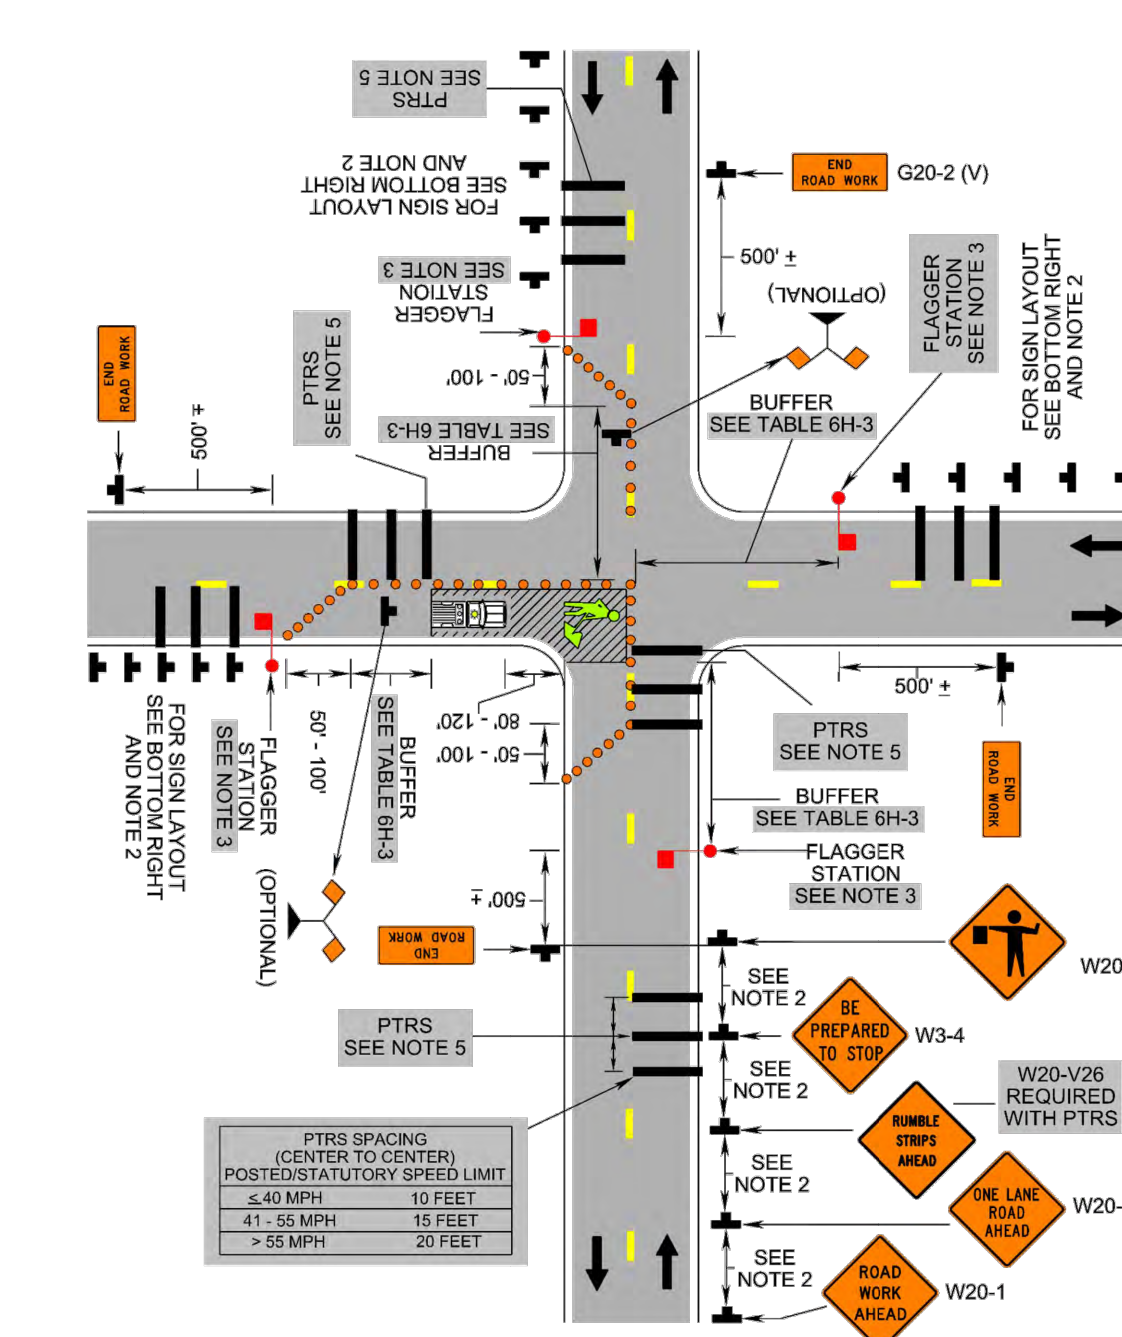 PTRS
SEE NOTE 5
FOR SIGN LAYOUT
SEE BOTTOM RIGHT
AND NOTE 2
END
ROAD WORK
G20-2 (V)
500' ±
(OPTIONAL)
FLAGGER
STATION
SEE NOTE 3
FLAGGER
STATION
SEE NOTE 3
FOR SIGN LAYOUT
SEE BOTTOM RIGHT
AND NOTE 2
END
ROAD WORK
500' ±
PTRS
SEE NOTE 5
50' - 100'
BUFFER
SEE TABLE 6H-3
BUFFER
SEE TABLE 6H-3
500' ±
END
ROAD WORK
FOR SIGN LAYOUT
SEE BOTTOM RIGHT
AND NOTE 2
FLAGGER
STATION
SEE NOTE 3
50' - 100'
(OPTIONAL)
BUFFER
SEE TABLE 6H-3
80' - 120'
50' - 100'
PTRS
SEE NOTE 5
BUFFER
SEE TABLE 6H-3
FLAGGER
STATION
SEE NOTE 3
500' ±
END
ROAD WORK
W20
SEE
NOTE 2
BE
PREPARED
TO STOP
W3-4
PTRS
SEE NOTE 5
SEE
NOTE 2
RUMBLE
STRIPS
AHEAD
W20-V26
REQUIRED
WITH PTRS
SEE
NOTE 2
ONE LANE
ROAD
AHEAD
W20-
SEE
NOTE 2
ROAD
WORK
AHEAD
W20-1
PTRS SPACING
(CENTER TO CENTER)
POSTED/STATUTORY SPEED LIMIT
≤40 MPH 10 FEET
41 - 55 MPH 15 FEET
> 55 MPH 20 FEET